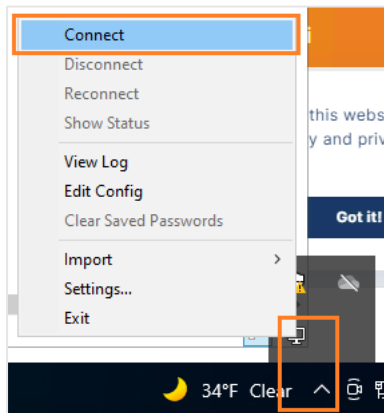 Connect
Disconnect
Reconnect
Show Status
this webs
y and priv
View Log
Edit Config
Clear Saved Passwords
Got it!
Import
Settings...
Exit
34°F Clear